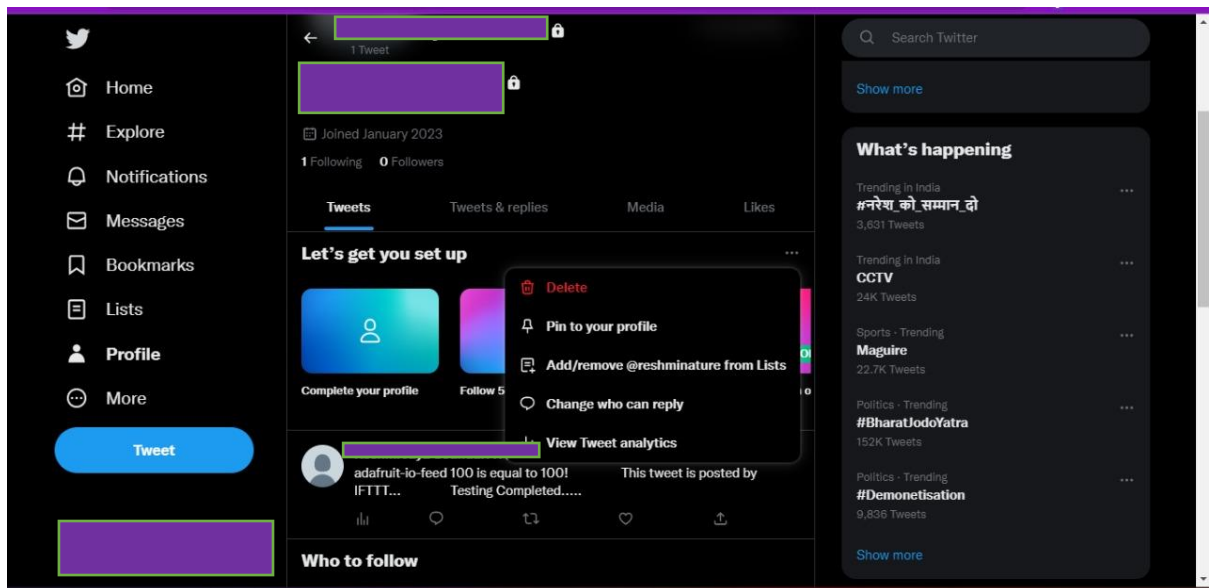 1 Tweet
Home
Explore
Notifications
Messages
Bookmarks
Lists
Profile
More
Tweet
Joined January 2023
1 Following 0 Followers
Tweets Tweets & replies Media Likes
Let's get you set up
Complete your profile
Follow 5
Delete
Pin to your profile
Add/remove @reshminature from Lists
Change who can reply
View Tweet analytics
adafruit-io-feed 100 is equal to 100! This tweet is posted by
IFTTT... Testing Completed.....
Who to follow
Search Twitter
Show more
What's happening
Trending in India
#नरेश_को_सम्मान_दो
3,631 Tweets
Trending in India
CCTV
24K Tweets
Sports · Trending
Maguire
22.7K Tweets
Politics · Trending
#BharatJodoYatra
152K Tweets
Politics · Trending
#Demonetisation
9,836 Tweets
Show more